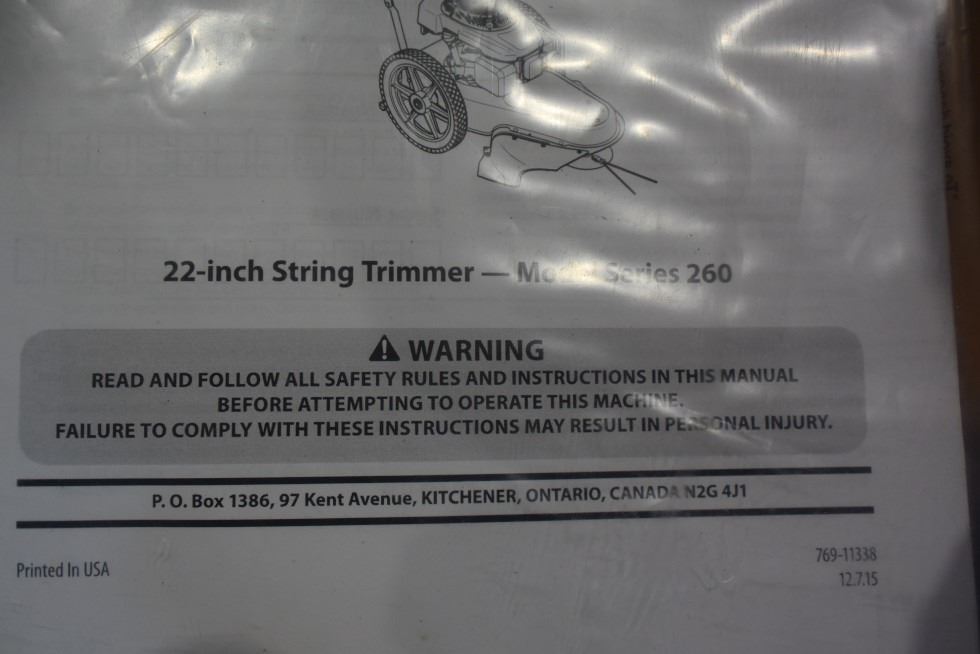 22-inch String Trimmer — Model Series 260
WARNING
READ AND FOLLOW ALL SAFETY RULES AND INSTRUCTIONS IN THIS MANUAL
BEFORE ATTEMPTING TO OPERATE THIS MACHINE.
FAILURE TO COMPLY WITH THESE INSTRUCTIONS MAY RESULT IN PERSONAL INJURY.
P. O. Box 1386, 97 Kent Avenue, KITCHENER, ONTARIO, CANADA N2G 4J1
Printed In USA
769-11338
12.7.15